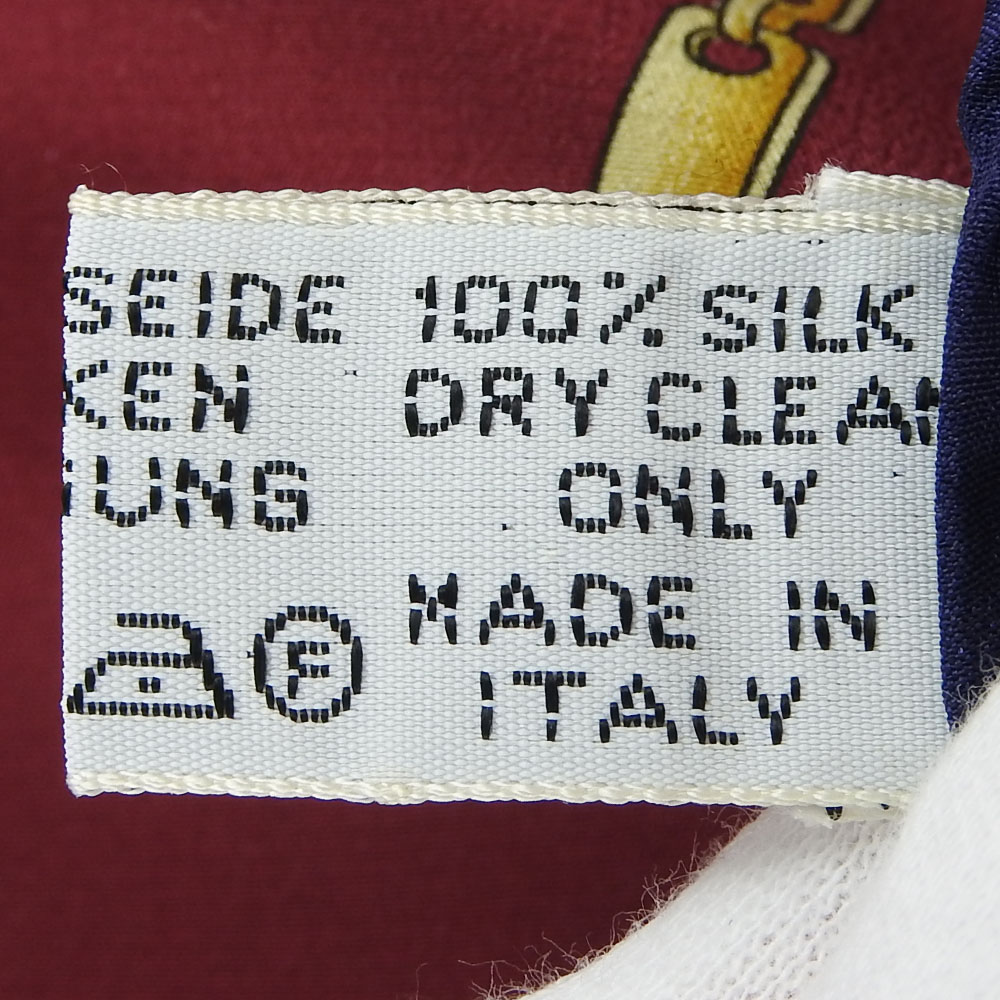 SEIDE 100% SILK
KEN DRY CLEAN
UNG ONLY
MADE IN
F ITALY